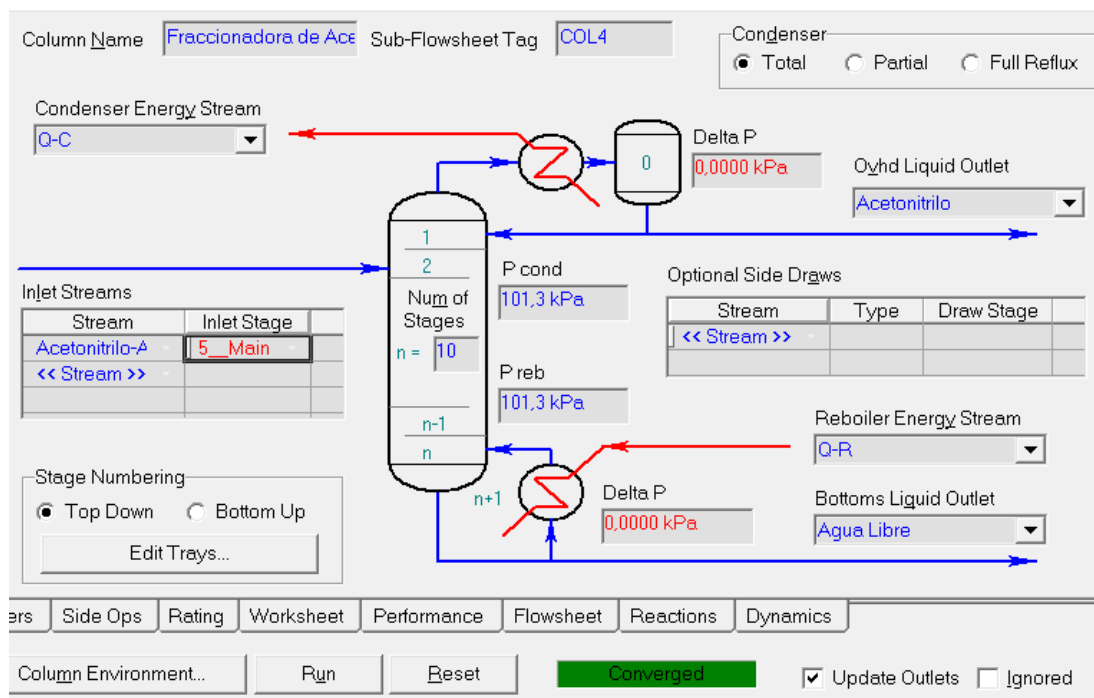 Column Name Fraccionadora de Ace Sub-Flowsheet Tag COL4
Condenser
Total Partial Full Reflux
Condenser Energy Stream
Q-C
Delta P
0,0000 kPa
0
Ovhd Liquid Outlet
Acetonitrilo
1
2
Num of
Stages
n = 10
n-1
n
n+1
P cond
101,3 kPa
P reb
101,3 kPa
Inlet Streams
Stream Inlet Stage
Acetonitrilo-A 5__Main
<< Stream >>
Optional Side Draws
Stream Type Draw Stage
<< Stream >>
Stage Numbering
Top Down Bottom Up
Edit Trays...
Delta P
0,0000 kPa
Reboiler Energy Stream
Q-R
Bottoms Liquid Outlet
Agua Libre
ers Side Ops Rating Worksheet Performance Flowsheet Reactions Dynamics
Column Environment... Run Reset Converged Update Outlets Ignored